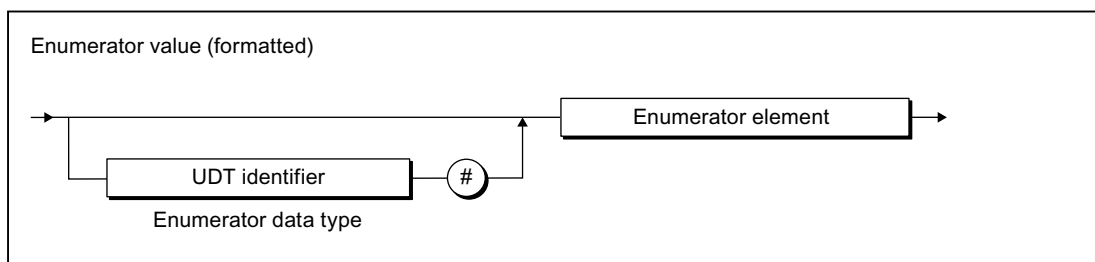 Enumerator value (formatted)
Enumerator element
UDT identifier
#
Enumerator data type